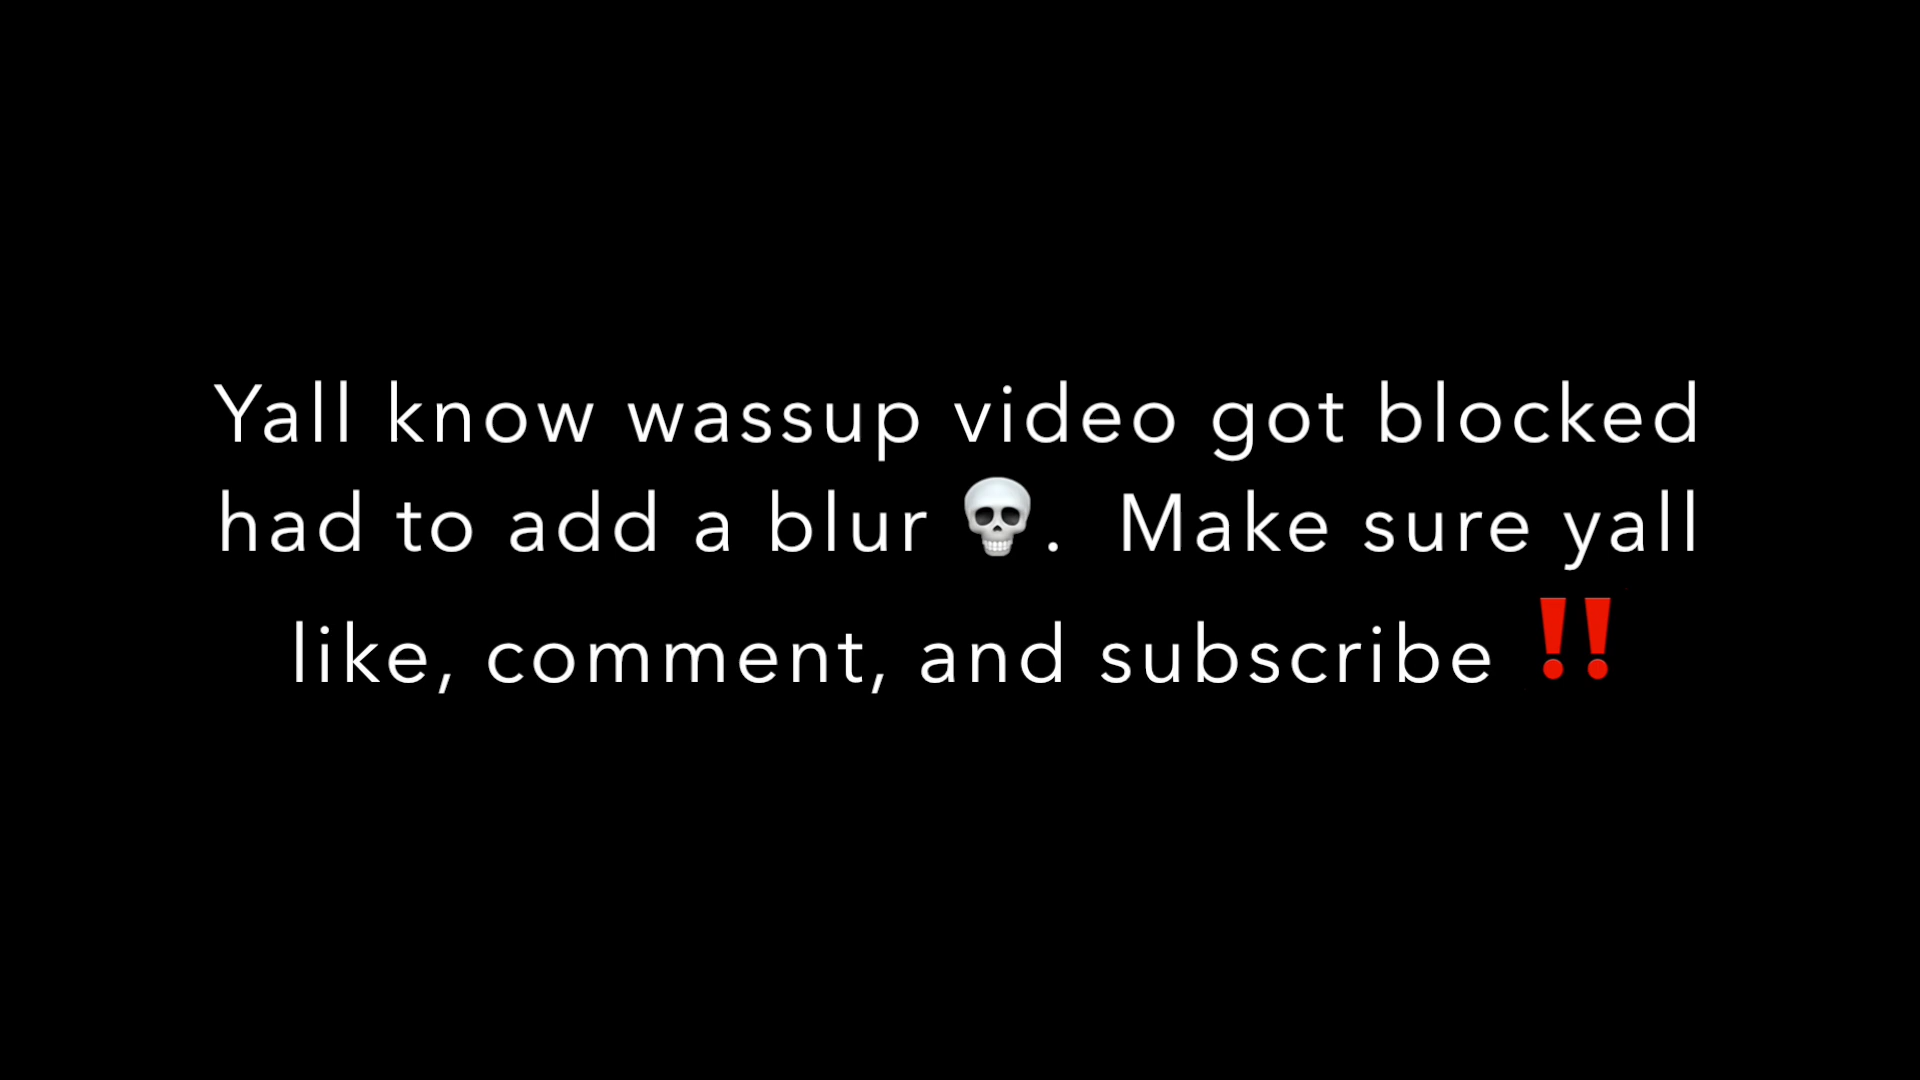 Yall know wassup video got blocked
had to add a blur 💀.  Make sure yall
like, comment, and subscribe ‼️